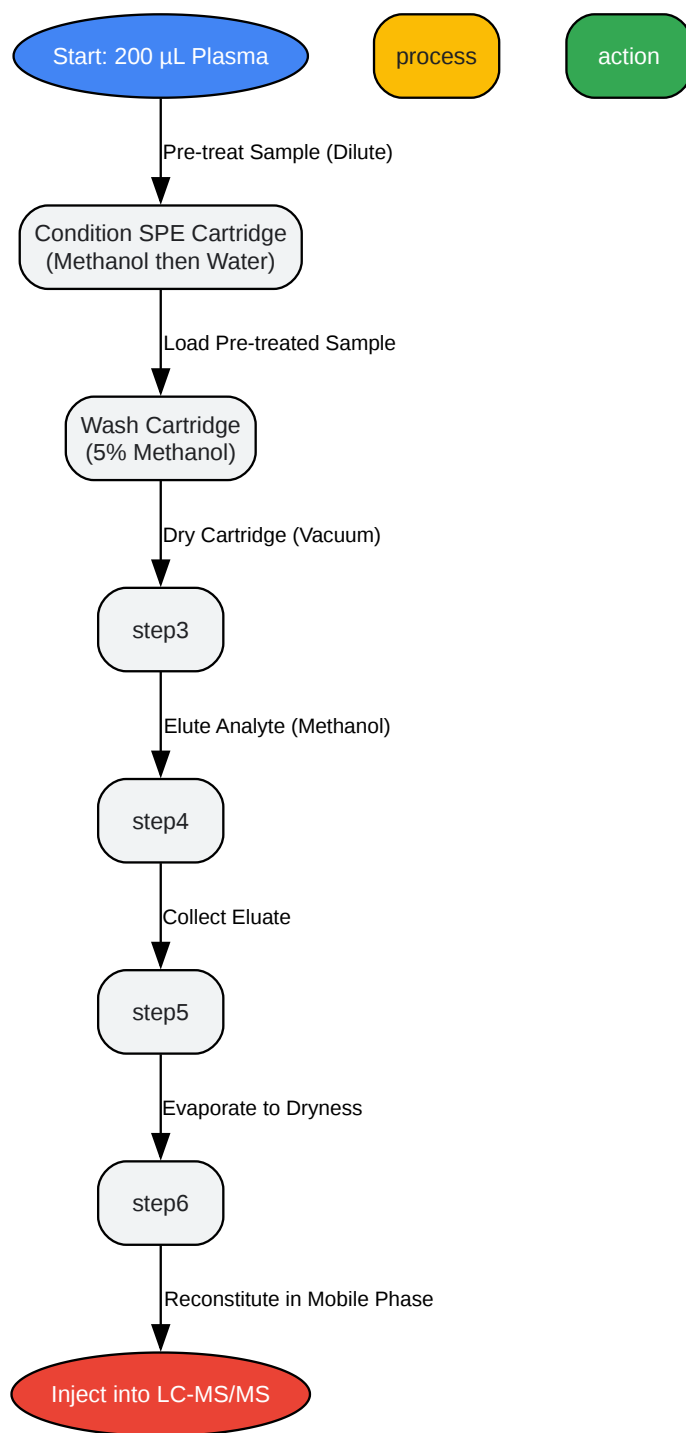 Start: 200 µL Plasma
process
action
Pre-treat Sample (Dilute)
Condition SPE Cartridge
(Methanol then Water)
Load Pre-treated Sample
Wash Cartridge
(5% Methanol)
Dry Cartridge (Vacuum)
step3
Elute Analyte (Methanol)
step4
Collect Eluate
step5
Evaporate to Dryness
step6
Reconstitute in Mobile Phase
Inject into LC-MS/MS